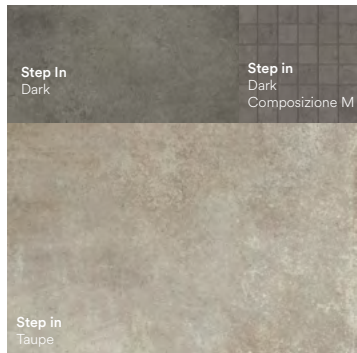 Step In
Dark
Step in
Dark
Composizione M
Step in
Taupe